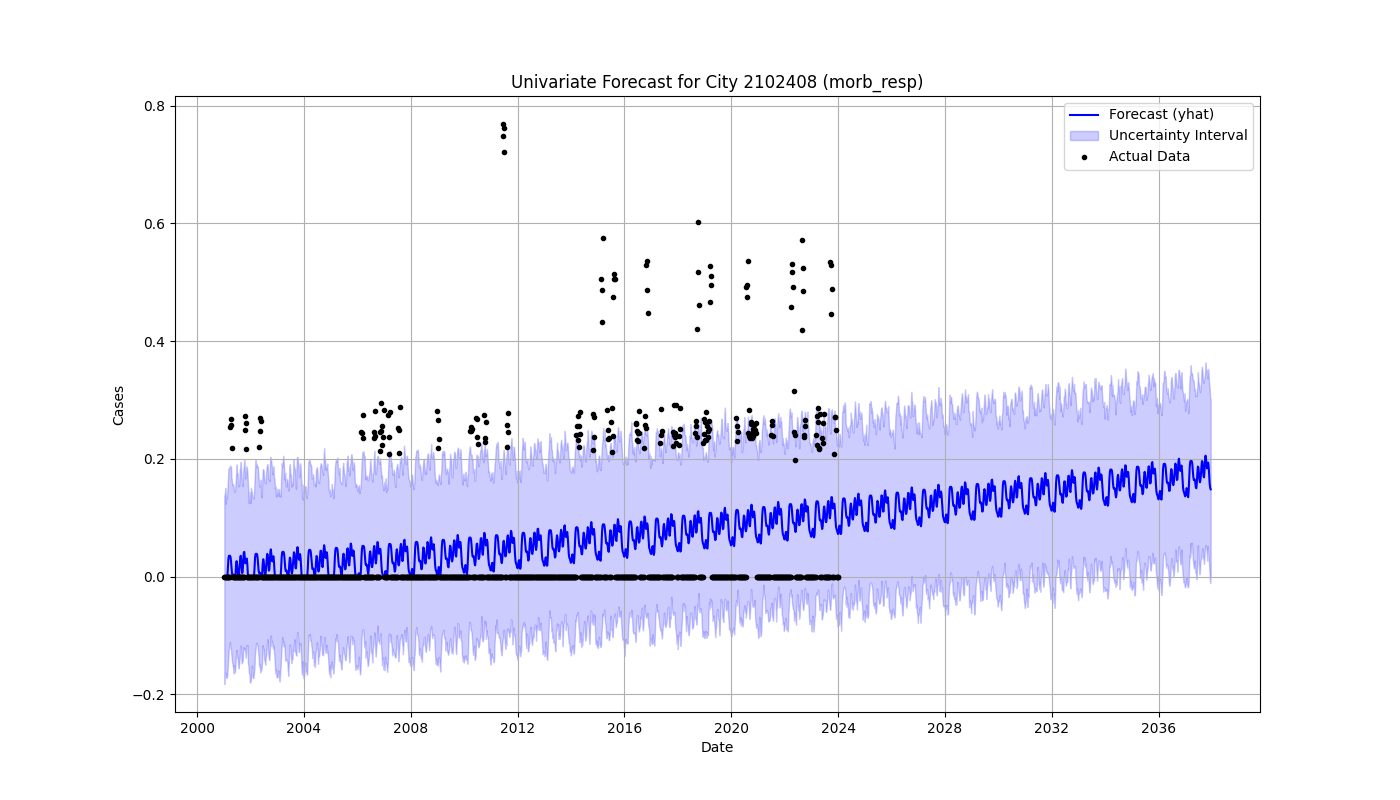 Univariate Forecast for City 2102408 (morb_resp)
Forecast (yhat)
Uncertainty Interval
Actual Data
Cases
0.8
0.6
0.4
0.2
0.0
−0.2
2000 2004 2008 2012 2016 2020 2024 2028 2032 2036
Date